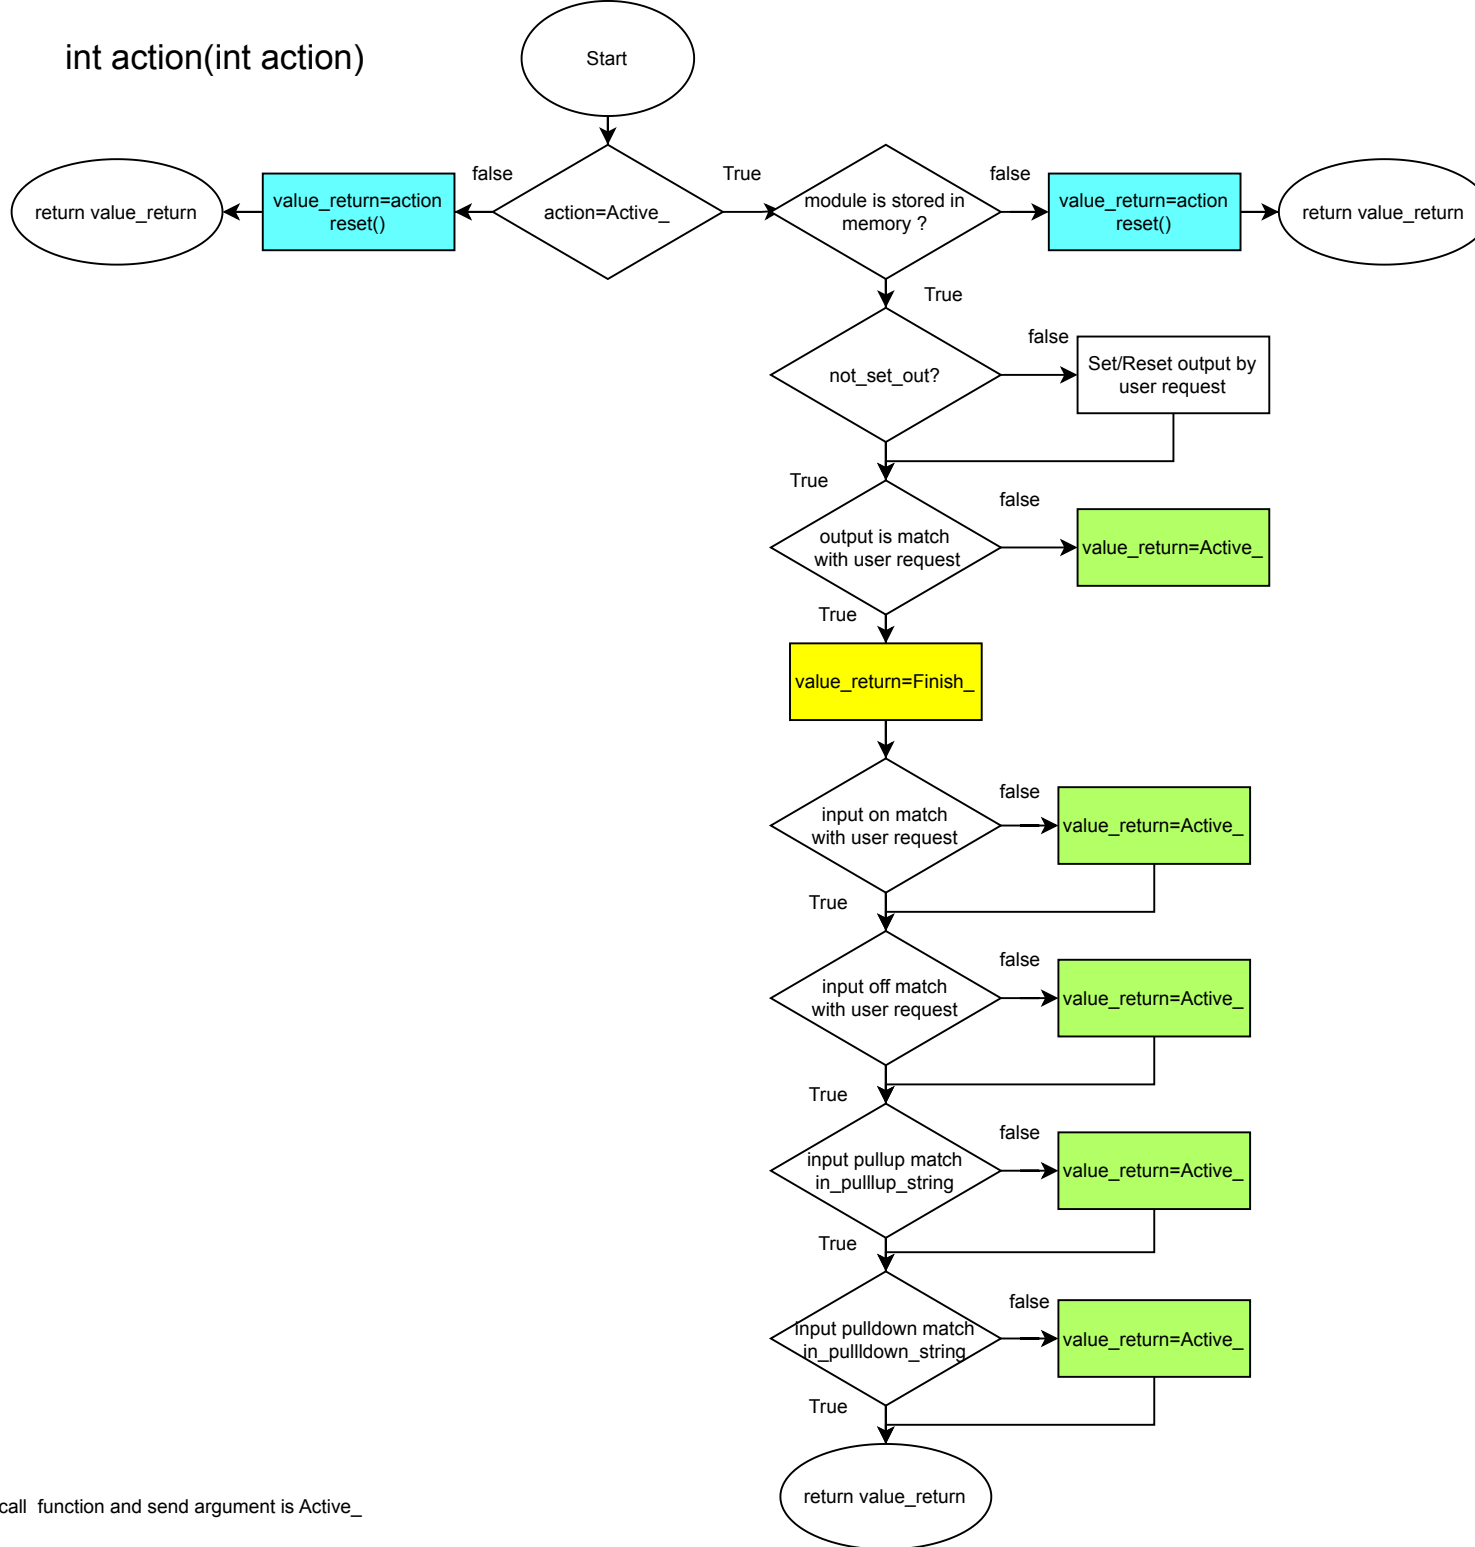 int action(int action)
Start
false
True
false
return value_return
value_return=action
reset()
action=Active_
module is stored in
memory ?
value_return=action
reset()
return value_return
True
false
not_set_out?
Set/Reset output by
user request
True
false
output is match
with user request
value_return=Active_
True
value_return=Finish_
false
input on match
with user request
value_return=Active_
True
false
input off match
with user request
value_return=Active_
True
false
input pullup match
in_pulllup_string
value_return=Active_
True
false
input pulldown match
in_pullldown_string
value_return=Active_
True
return value_return
call function and send argument is Active_